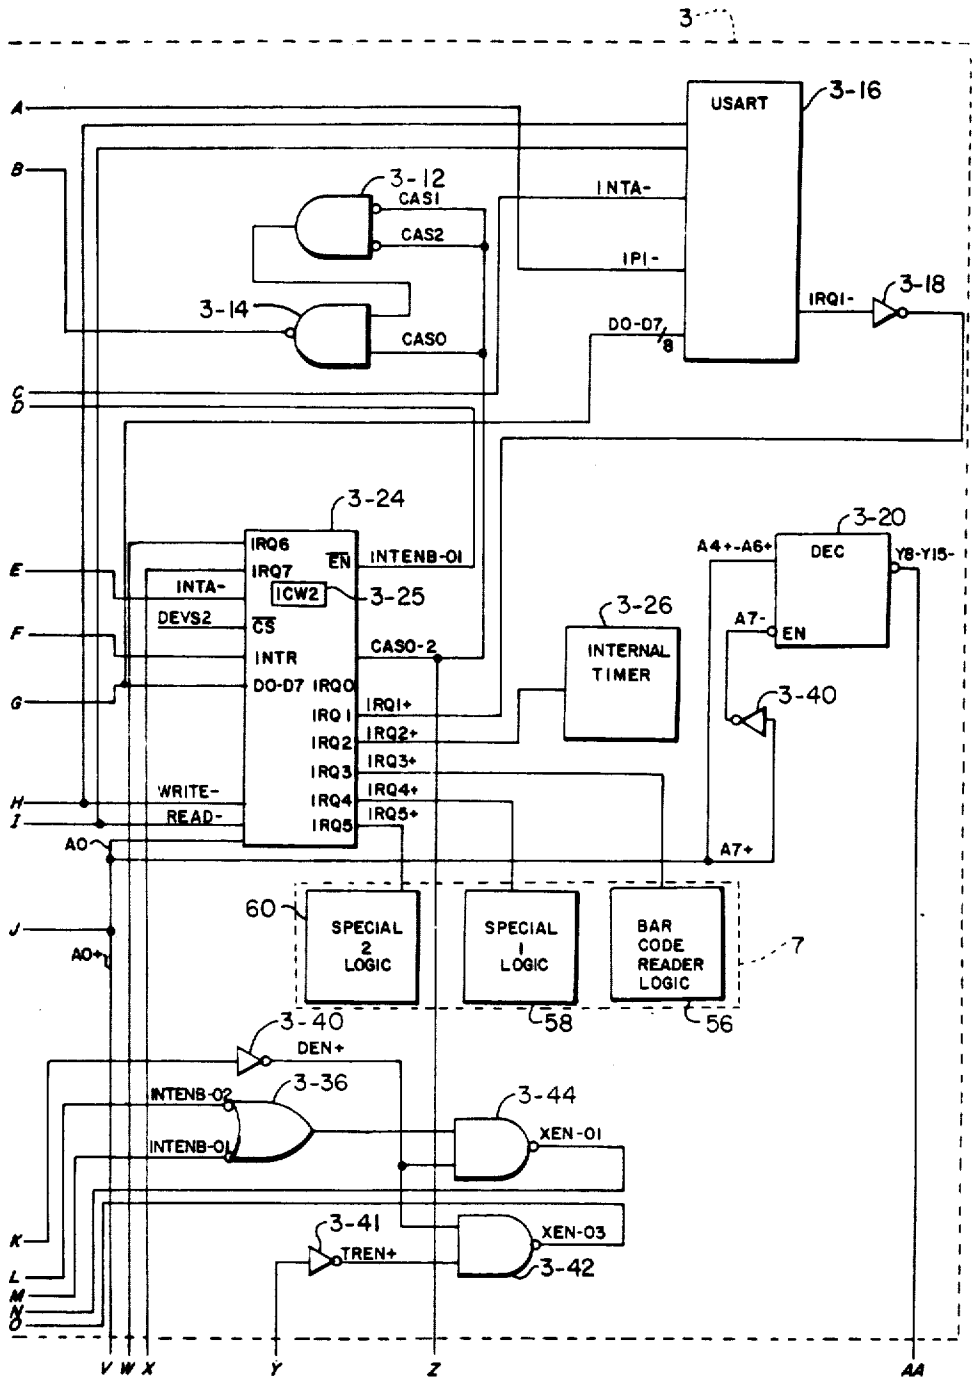 3
A
USART
3-16
B
3-12
CAS1
CAS2
INTA-
IPI-
3-14
CAS0
IRQ1-
3-18
D0-D7
8
C
D
3-24
IRQ6
EN
INTENB-01
IRQ7
ICW2
3-25
E
INTA-
DEVS2
CS
F
INTR
CAS0-2
G
D0-D7
IRQ0
IRQ1
IRQ1+
IRQ2
IRQ2+
IRQ3
IRQ3+
IRQ4
IRQ4+
IRQ5
IRQ5+
3-20
A4+-A6+
DEC
Y8-Y15-
A7-
EN
3-26
INTERNAL
TIMER
3-40
H
WRITE-
I
READ-
A0
A7+
60
SPECIAL
2
LOGIC
SPECIAL
1
LOGIC
58
BAR
CODE
READER
LOGIC
56
7
J
A0+
3-40
DEN+
3-36
INTENB-02
INTENB-01
3-44
XEN-01
3-41
TREN+
XEN-03
3-42
K
L
M
N
O
V W X Y Z AA